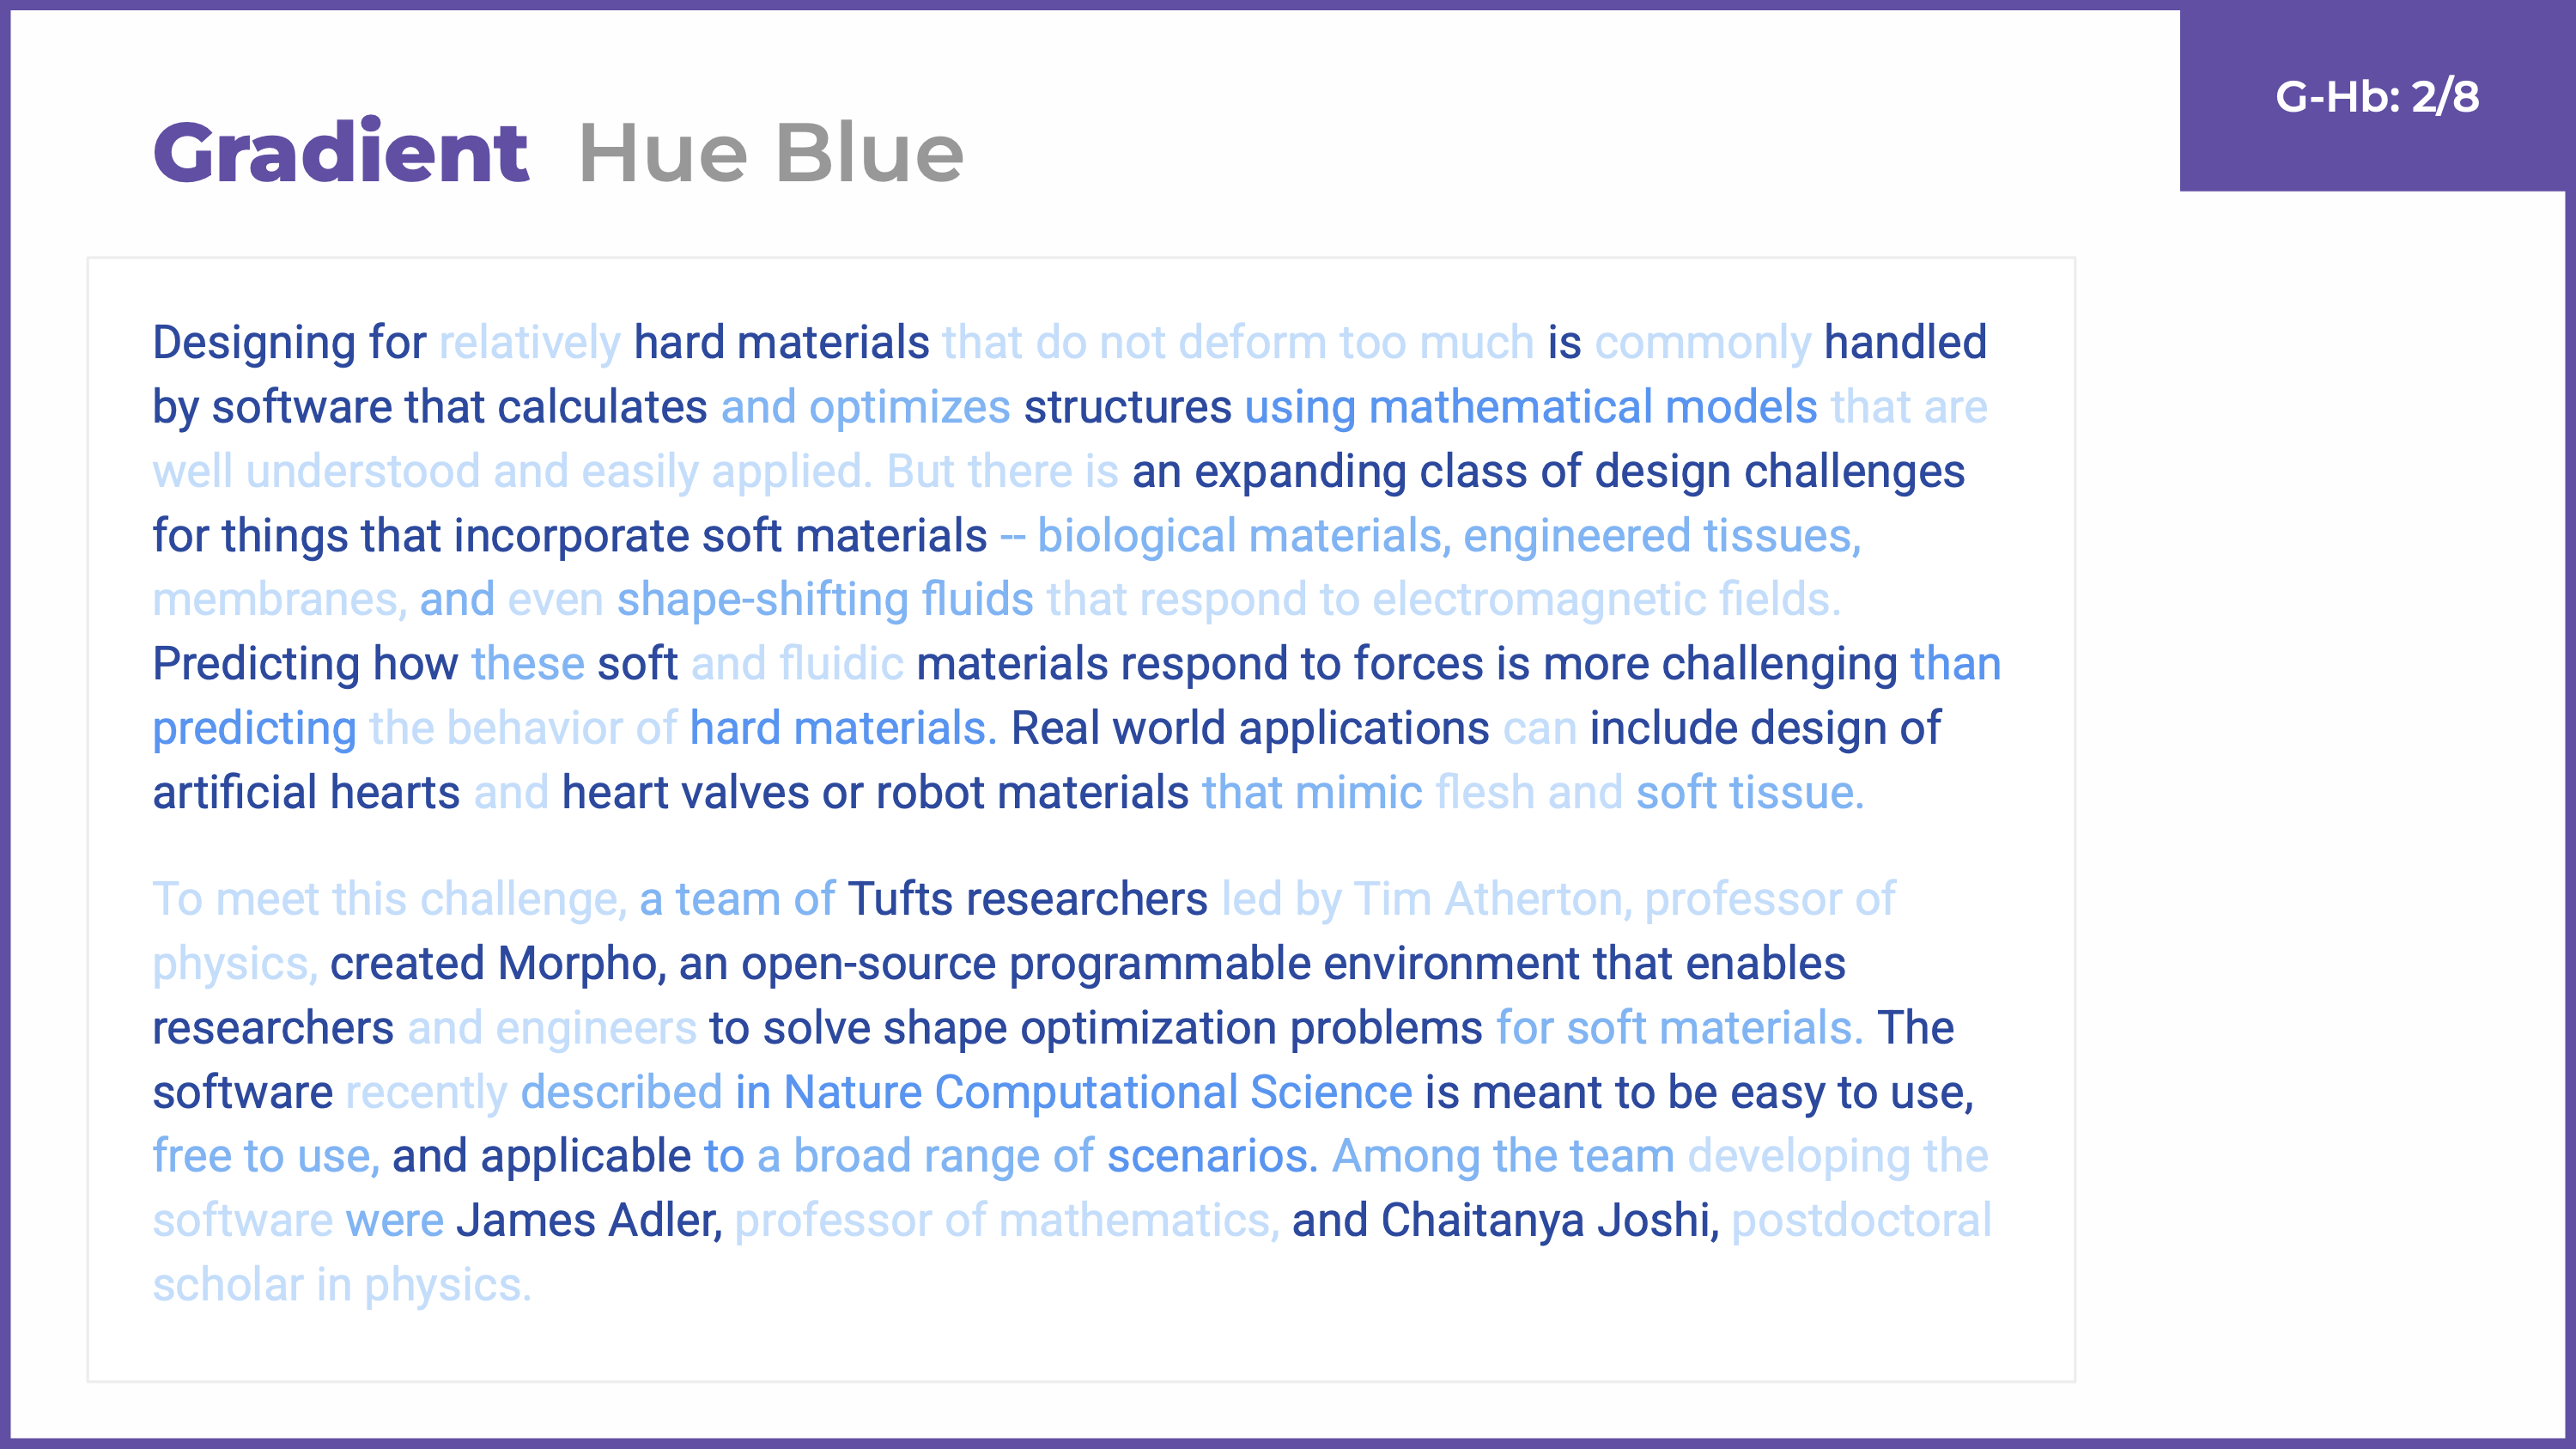 G-Hb: 2/8
Gradient Hue Blue
Designing for relatively hard materials that do not deform too much is commonly handled
by software that calculates and optimizes structures using mathematical models that are
well understood and easily applied. But there is an expanding class of design challenges
for things that incorporate soft materials -- biological materials, engineered tissues,
membranes, and even shape-shifting fluids that respond to electromagnetic fields.
Predicting how these soft and fluidic materials respond to forces is more challenging than
predicting the behavior of hard materials. Real world applications can include design of
artificial hearts and heart valves or robot materials that mimic flesh and soft tissue.
To meet this challenge, a team of Tufts researchers led by Tim Atherton, professor of
physics, created Morpho, an open-source programmable environment that enables
researchers and engineers to solve shape optimization problems for soft materials. The
software recently described in Nature Computational Science is meant to be easy to use,
free to use, and applicable to a broad range of scenarios. Among the team developing the
software were James Adler, professor of mathematics, and Chaitanya Joshi, postdoctoral
scholar in physics.